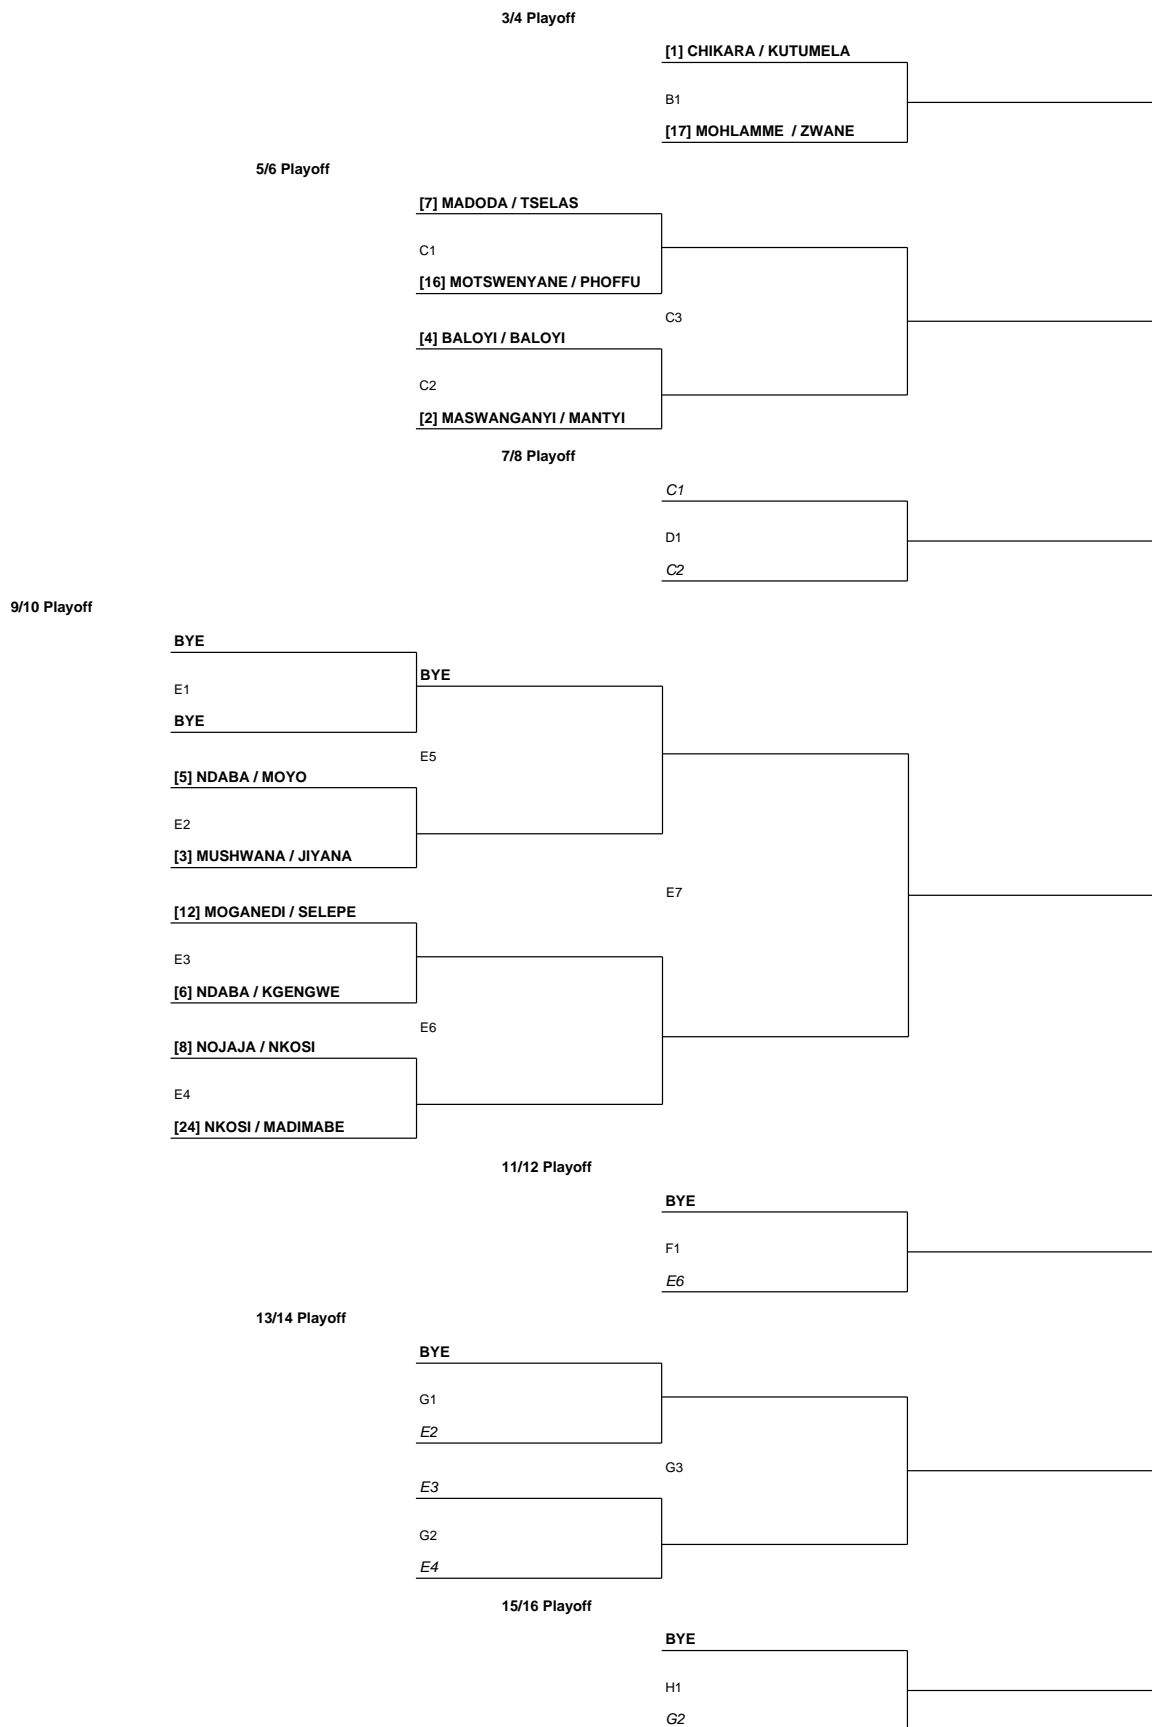 3/4 Playoff
[1] CHIKARA / KUTUMELA
B1
[17] MOHLAMME / ZWANE
5/6 Playoff
[7] MADODA / TSELAS
C1
[16] MOTSWENYANE / PHOFFU
C3
[4] BALOYI / BALOYI
C2
[2] MASWANGANYI / MANTYI
7/8 Playoff
C1
D1
C2
9/10 Playoff
BYE
BYE
E1
BYE
E5
[5] NDABA / MOYO
E2
[3] MUSHWANA / JIYANA
E7
[12] MOGANEDI / SELEPE
E3
[6] NDABA / KGENGWE
E6
[8] NOJAJA / NKOSI
E4
[24] NKOSI / MADIMABE
11/12 Playoff
BYE
F1
E6
13/14 Playoff
BYE
G1
E2
G3
E3
G2
E4
15/16 Playoff
BYE
H1
G2